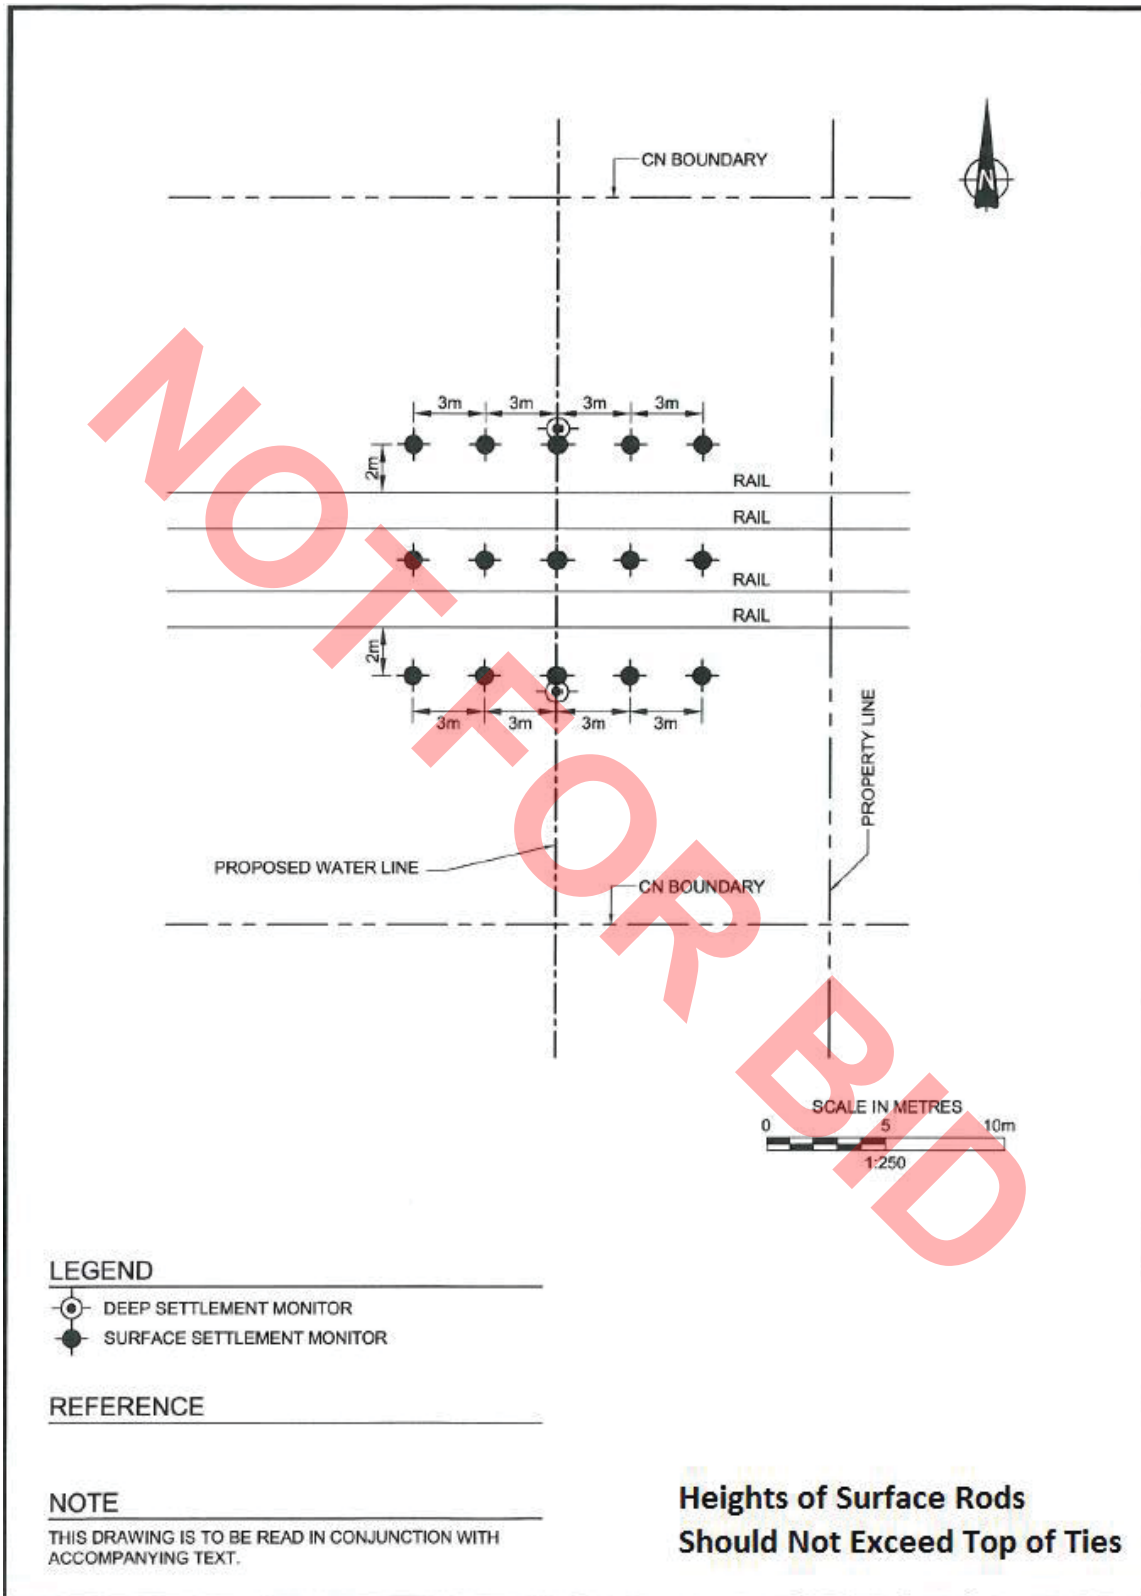 CN BOUNDARY
N
3m 3m 3m 3m
2m
RAIL
RAIL
RAIL
RAIL
2m
3m 3m 3m 3m
PROPERTY LINE
PROPOSED WATER LINE
CN BOUNDARY
NOT FOR BID
SCALE IN METRES
0 5 10m
1:250
LEGEND
DEEP SETTLEMENT MONITOR
SURFACE SETTLEMENT MONITOR
REFERENCE
NOTE
THIS DRAWING IS TO BE READ IN CONJUNCTION WITH
ACCOMPANYING TEXT.
Heights of Surface Rods
Should Not Exceed Top of Ties